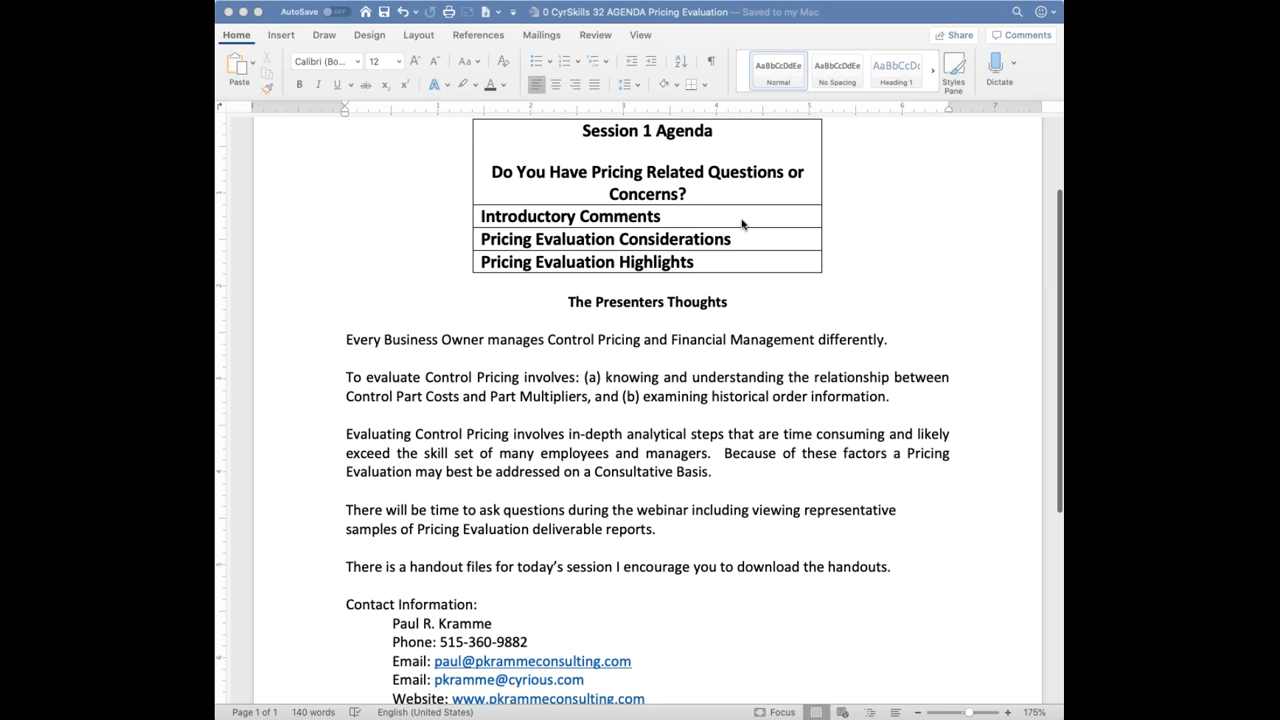 AutoSave OFF 0 CyrSkills 32 AGENDA Pricing Evaluation — Saved to my Mac
Home Insert Draw Design Layout References Mailings Review View Share Comments
Paste Calibri (Bo... 12 AaBbCcDdEe Normal AaBbCcDdEe No Spacing AaBbCcDc Heading 1 Styles Pane Dictate
1 1 2 3 4 5 6 7
Session 1 Agenda
Do You Have Pricing Related Questions or
Concerns?
Introductory Comments
Pricing Evaluation Considerations
Pricing Evaluation Highlights
The Presenters Thoughts
Every Business Owner manages Control Pricing and Financial Management differently.
To evaluate Control Pricing involves: (a) knowing and understanding the relationship between
Control Part Costs and Part Multipliers, and (b) examining historical order information.
Evaluating Control Pricing involves in-depth analytical steps that are time consuming and likely
exceed the skill set of many employees and managers. Because of these factors a Pricing
Evaluation may best be addressed on a Consultative Basis.
There will be time to ask questions during the webinar including viewing representative
samples of Pricing Evaluation deliverable reports.
There is a handout files for today’s session I encourage you to download the handouts.
Contact Information:
Paul R. Kramme
Phone: 515-360-9882
Email: paul@pkrammeconsulting.com
Email: pkramme@cyrious.com
Website: www.pkrammeconsulting.com
Page 1 of 1 140 words English (United States) Focus 175%